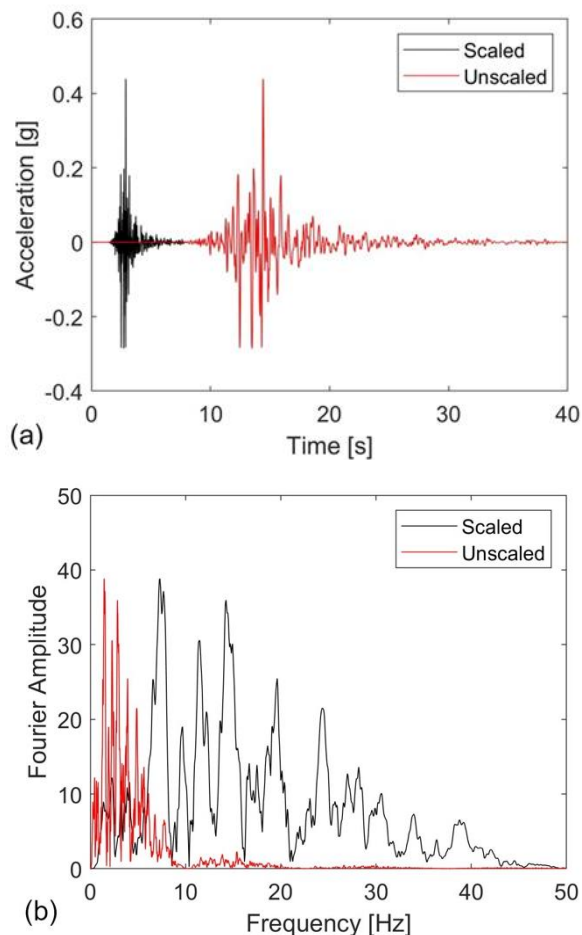 0.6
0.4
0.2
0
-0.2
-0.4
Acceleration [g]
Scaled
Unscaled
0 10 20 30 40
Time [s]
(a)
50
40
30
20
10
0
Fourier Amplitude
Scaled
Unscaled
0 10 20 30 40 50
Frequency [Hz]
(b)